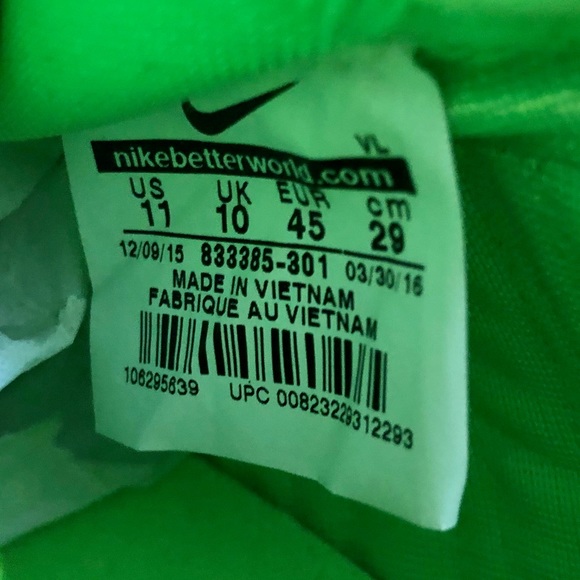 VL
nikebetterworld.com
US UK EUR cm
11 10 45 29
12/09/15 833385-301 03/30/16
MADE IN VIETNAM
FABRIQUE AU VIETNAM
106295639 UPC 00823229312293